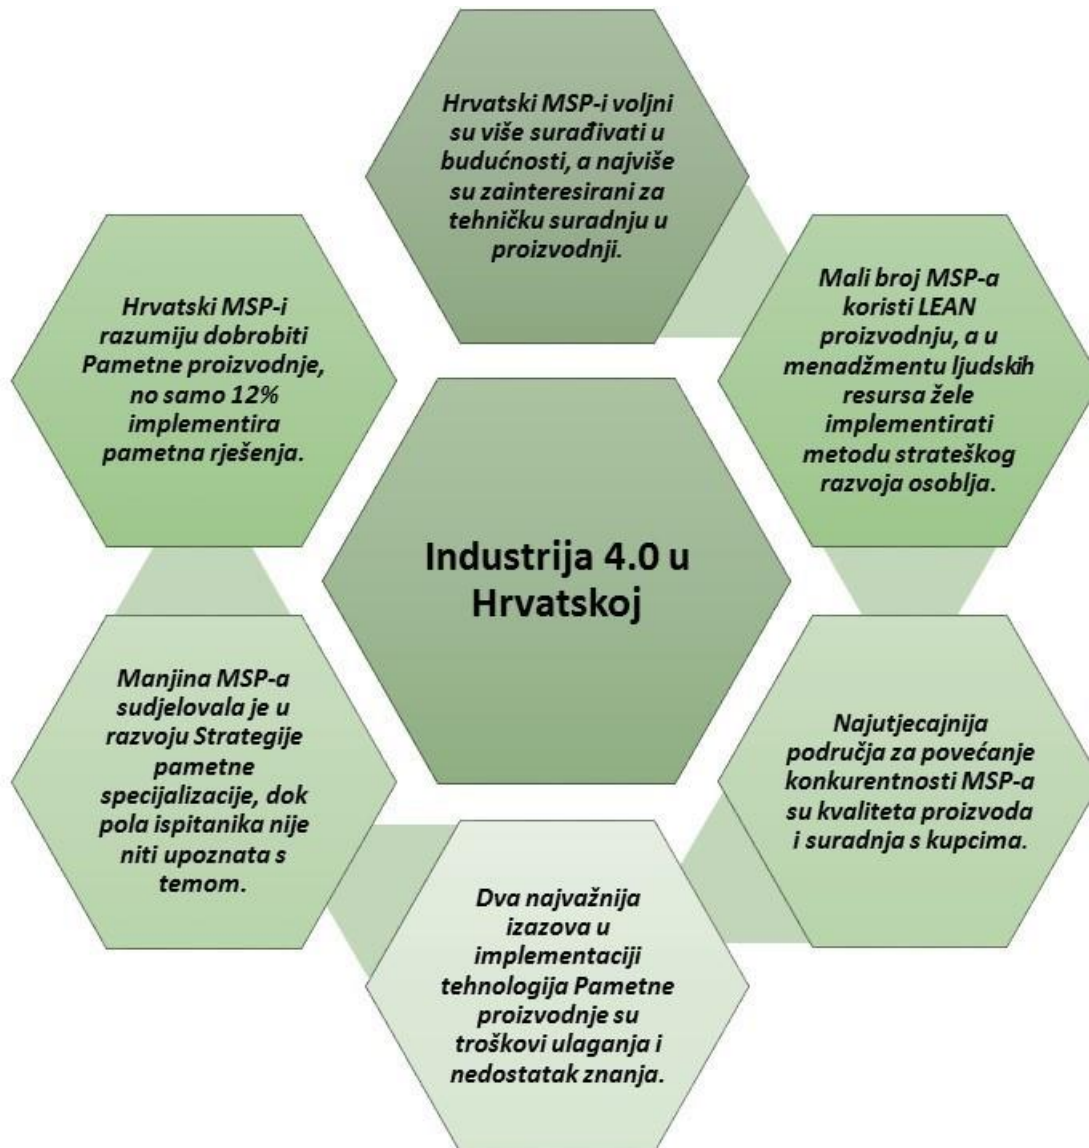 Hrvatski MSP-i voljni
su više surađivati u
budućnosti, a najviše
su zainteresirani za
tehničku suradnju u
proizvodnji.
Mali broj MSP-a
koristi LEAN
proizvodnju, a u
menadžmentu ljudskih
resursa žele
implementirati
metodu strateškog
razvoja osoblja.
Najutjecajnija
područja za povećanje
konkurentnosti MSP-a
su kvaliteta proizvoda
i suradnja s kupcima.
Dva najvažnija
izazova u
implementaciji
tehnologija Pametne
proizvodnje su
troškovi ulaganja i
nedostatak znanja.
Manjina MSP-a
sudjelovala je u
razvoju Strategije
pametne
specijalizacije, dok
pola ispitanika nije
niti upoznata s
temom.
Hrvatski MSP-i
razumiju dobrobiti
Pametne proizvodnje,
no samo 12%
implementira
pametna rješenja.
Industrija 4.0 u
Hrvatskoj